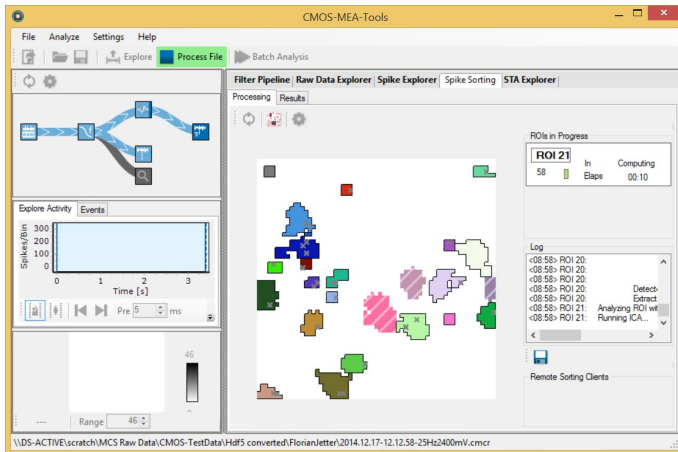 CMOS-MEA-Tools
File Analyze Settings Help
Explore Process File Batch Analysis
Filter Pipeline Raw Data Explorer Spike Explorer Spike Sorting STA Explorer
Processing Results
ROIs in Progress
ROI 21
58
In
Elaps
Computing
00:10
Explore Activity Events
Spikes/Bin
300
200
100
0
0 1 2 3
Time [s]
Pre 5 ms
46
--- Range 46
Log
<08:58> ROI 20:
<08:58> ROI 20:
<08:58> ROI 20:
<08:58> ROI 20: Detect
<08:58> ROI 20: Extract
<08:58> ROI 21: Analyzing ROI wit
<08:58> ROI 21: Running ICA...
Remote Sorting Clients
\\DS-ACTIVE\scratch\MCS Raw Data\CMOS-TestData\Hdf5 converted\FlorianJetter\2014.12.17-12.12.58-25Hz2400mV.cmcr